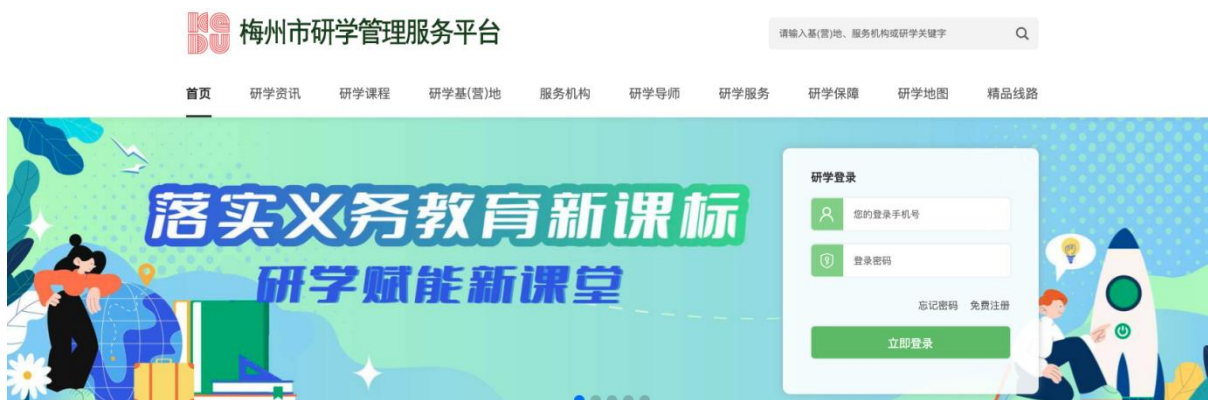 KE
DU
梅州市研学管理服务平台
请输入基(营)地、服务机构或研学关键字
首页 研学资讯 研学课程 研学基(营)地 服务机构 研学导师 研学服务 研学保障 研学地图 精品线路
落实义务教育新课标
研学赋能新课堂
研学登录
您的登录手机号
登录密码
忘记密码 免费注册
立即登录